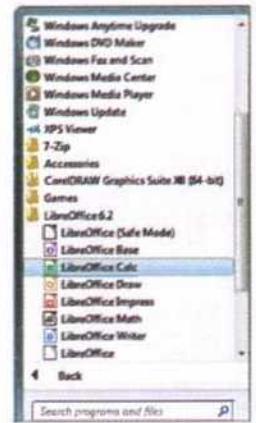 Windows Anytime Upgrade
Windows DVD Maker
Windows Fax and Scan
Windows Media Center
Windows Media Player
Windows Update
XPS Viewer
7-Zip
Accessories
CorelDRAW Graphics Suite X8 (64-bit)
Games
LibreOffice 6.2
LibreOffice (Safe Mode)
LibreOffice Base
LibreOffice Calc
LibreOffice Draw
LibreOffice Impress
LibreOffice Math
LibreOffice Writer
LibreOffice
Back
Search programs and files